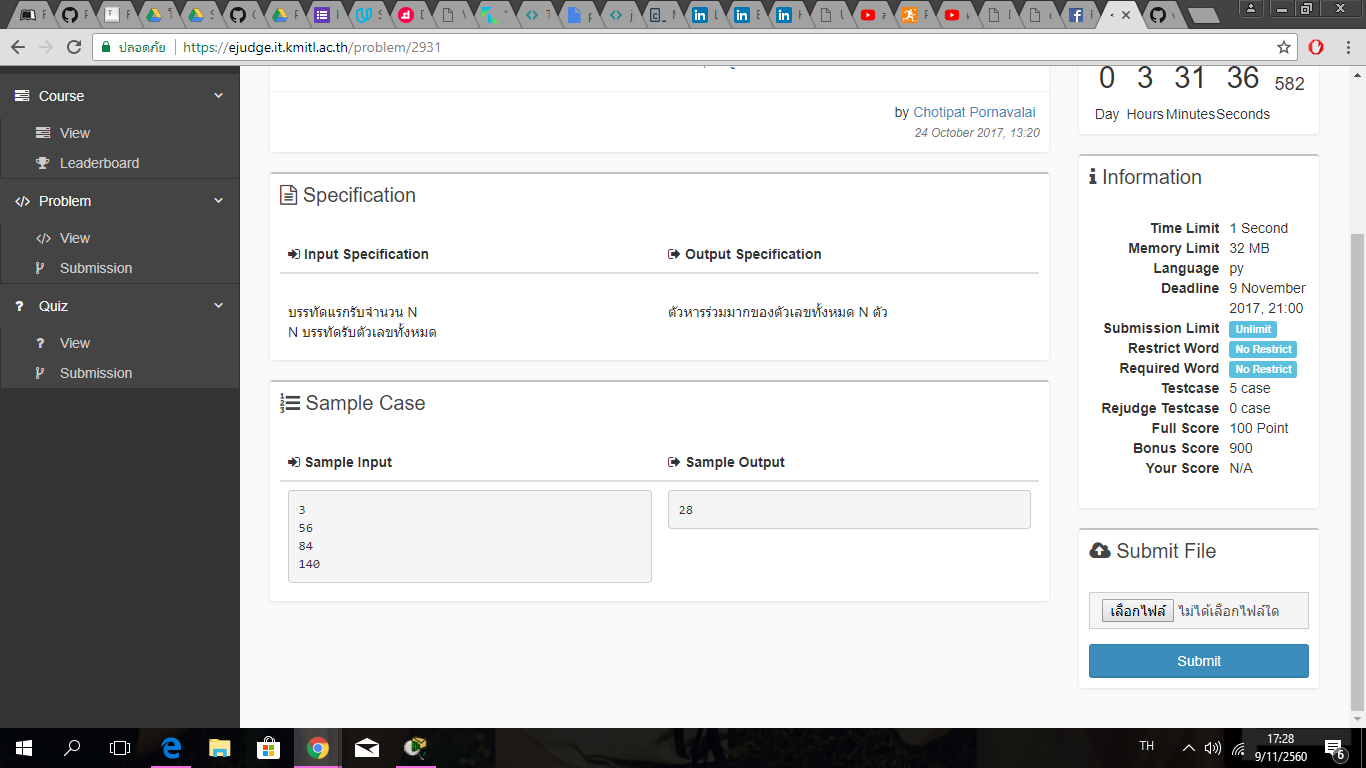 ปลอดภัย
https://ejudge.it.kmitl.ac.th/problem/2931
Course
View
Leaderboard
Problem
View
Submission
Quiz
View
Submission
by Chotipat Pornavalai
24 October 2017, 13:20
Specification
Input Specification
Output Specification
บรรทัดแรกรับจำนวน N
N บรรทัดรับตัวเลขทั้งหมด
ตัวหารร่วมมากของตัวเลขทั้งหมด N ตัว
Sample Case
Sample Input
Sample Output
3
56
84
140
28
0 3 31 36 582
Day Hours Minutes Seconds
Information
Time Limit 1 Second
Memory Limit 32 MB
Language py
Deadline 9 November
2017, 21:00
Submission Limit Unlimit
Restrict Word No Restrict
Required Word No Restrict
Testcase 5 case
Rejudge Testcase 0 case
Full Score 100 Point
Bonus Score 900
Your Score N/A
Submit File
เลือกไฟล์ ไม่ได้เลือกไฟล์ใด
Submit
TH
17:28
9/11/2560
6